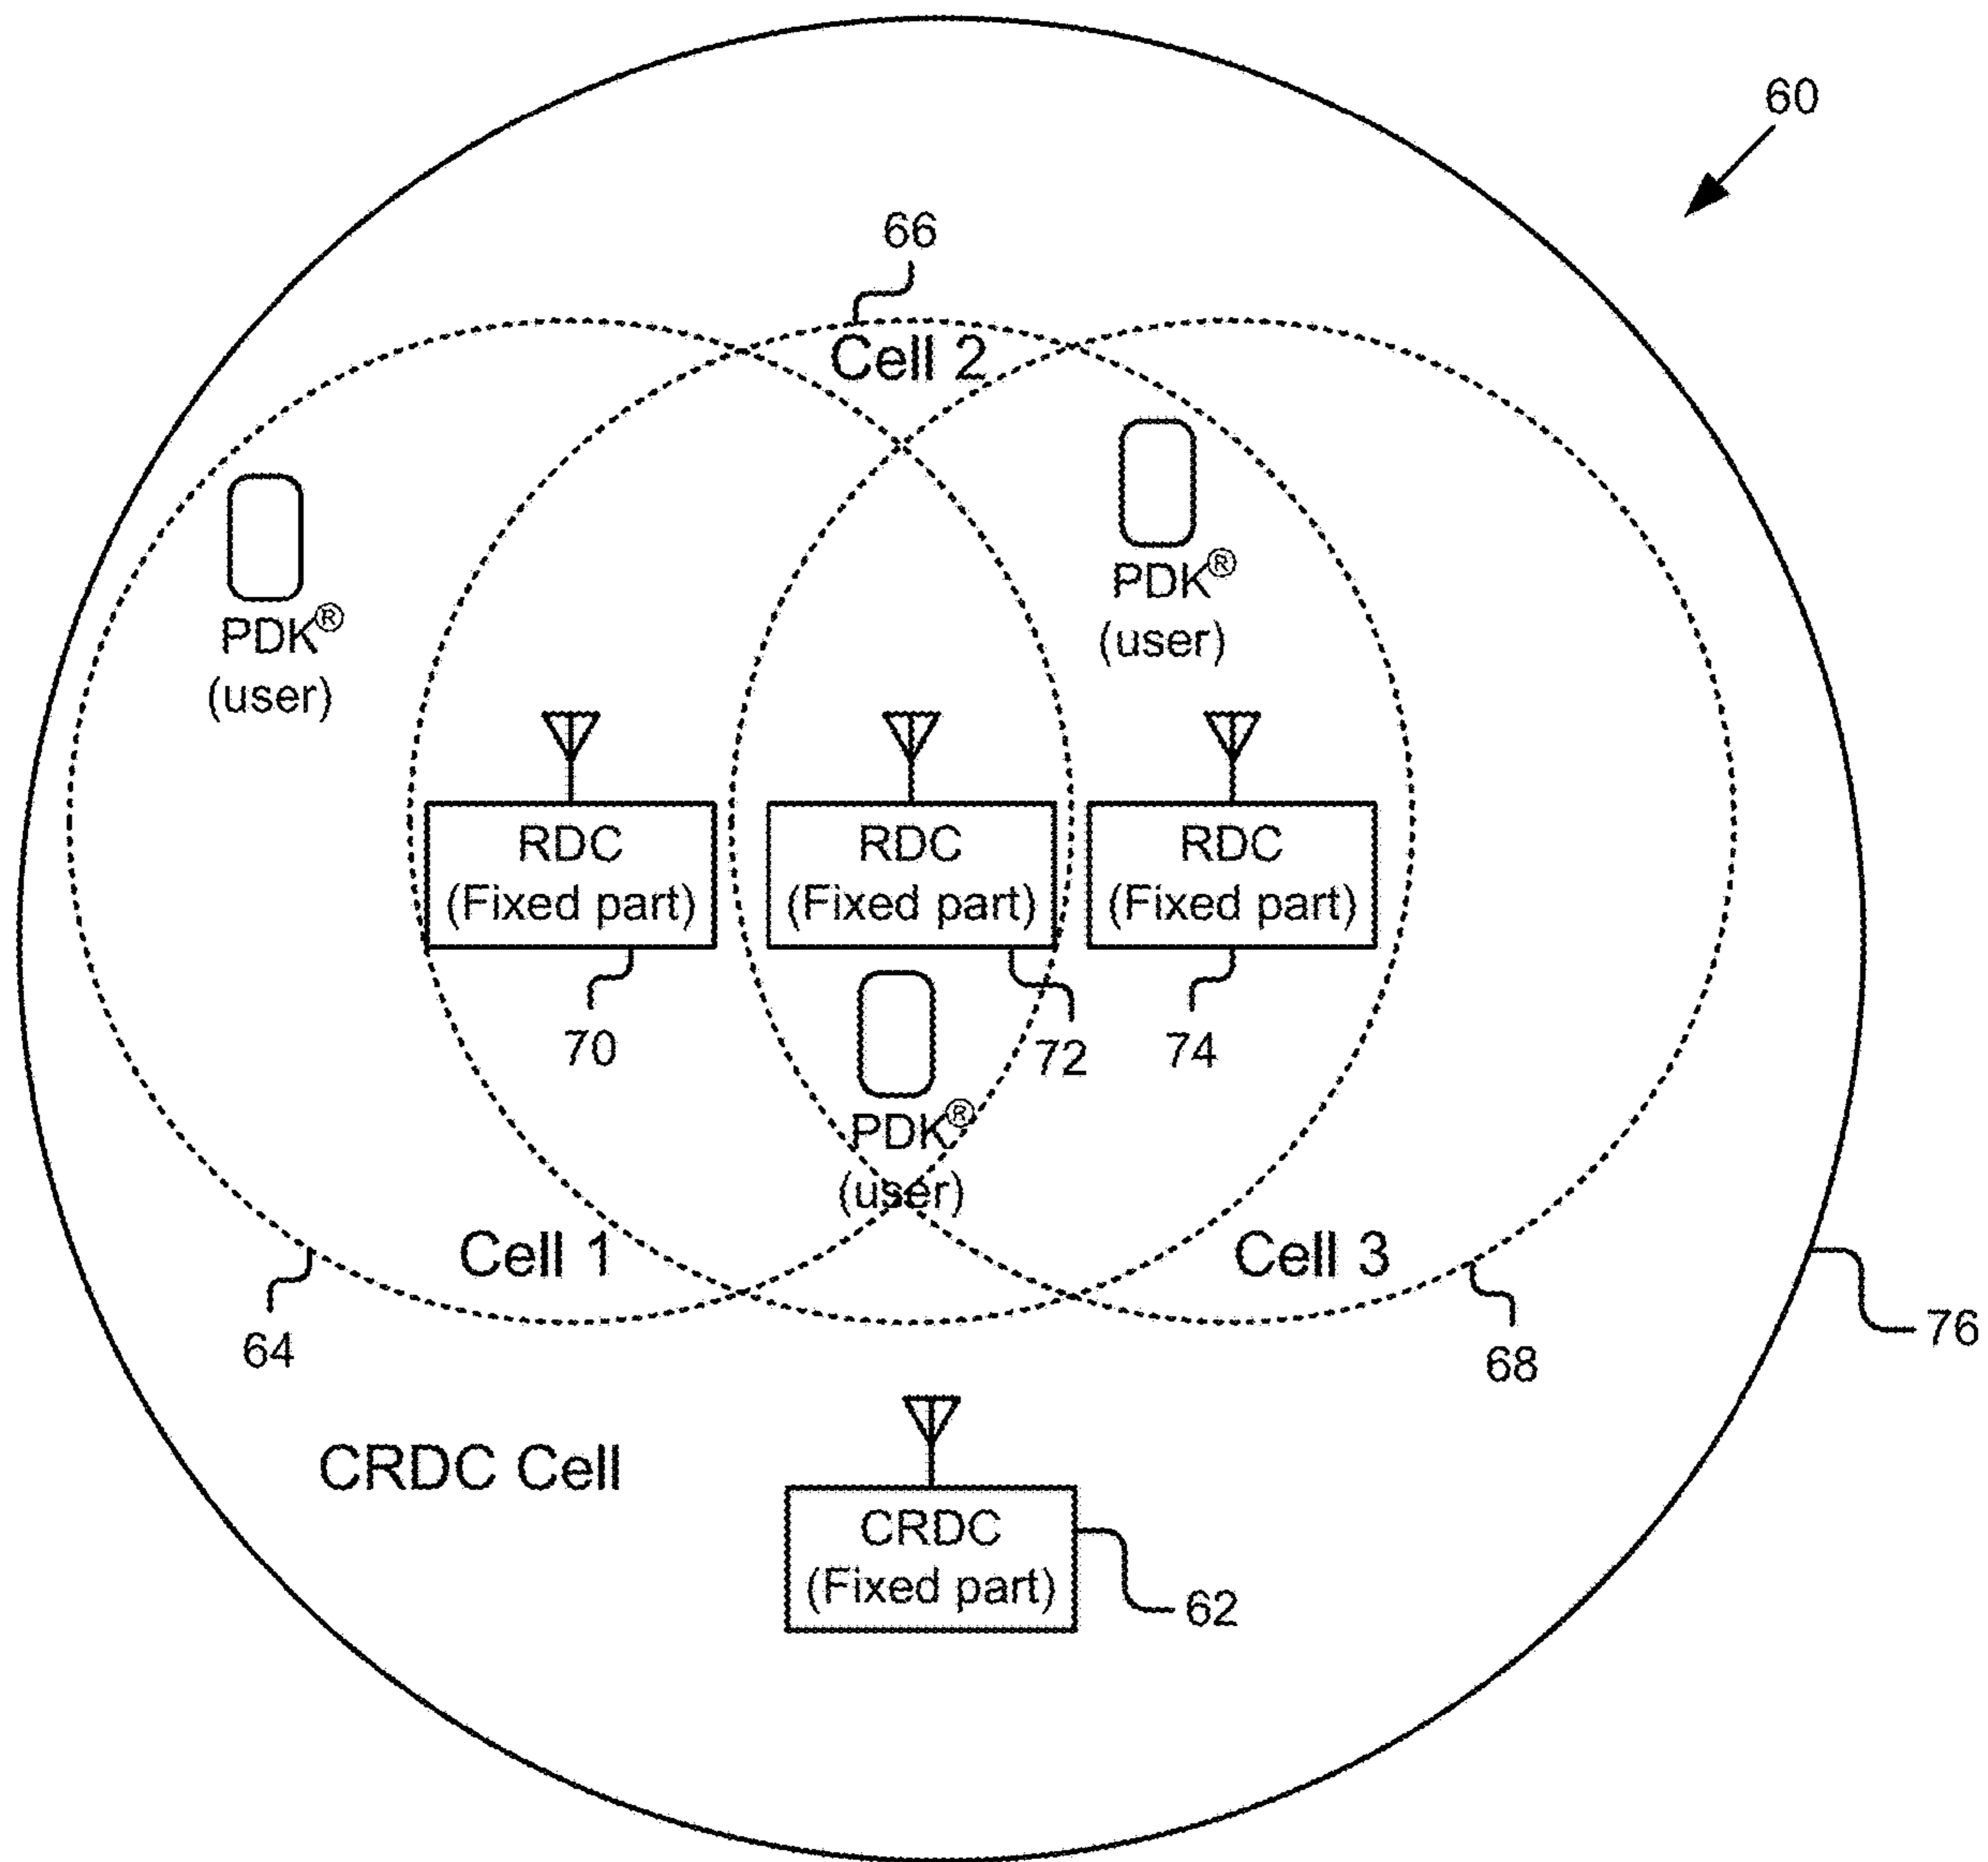 60
66
Cell 2
PDK®
(user)
PDK®
(user)
RDC
(Fixed part)
RDC
(Fixed part)
RDC
(Fixed part)
70
72
74
PDK®
(user)
Cell 1
Cell 3
64
68
76
CRDC Cell
CRDC
(Fixed part)
62